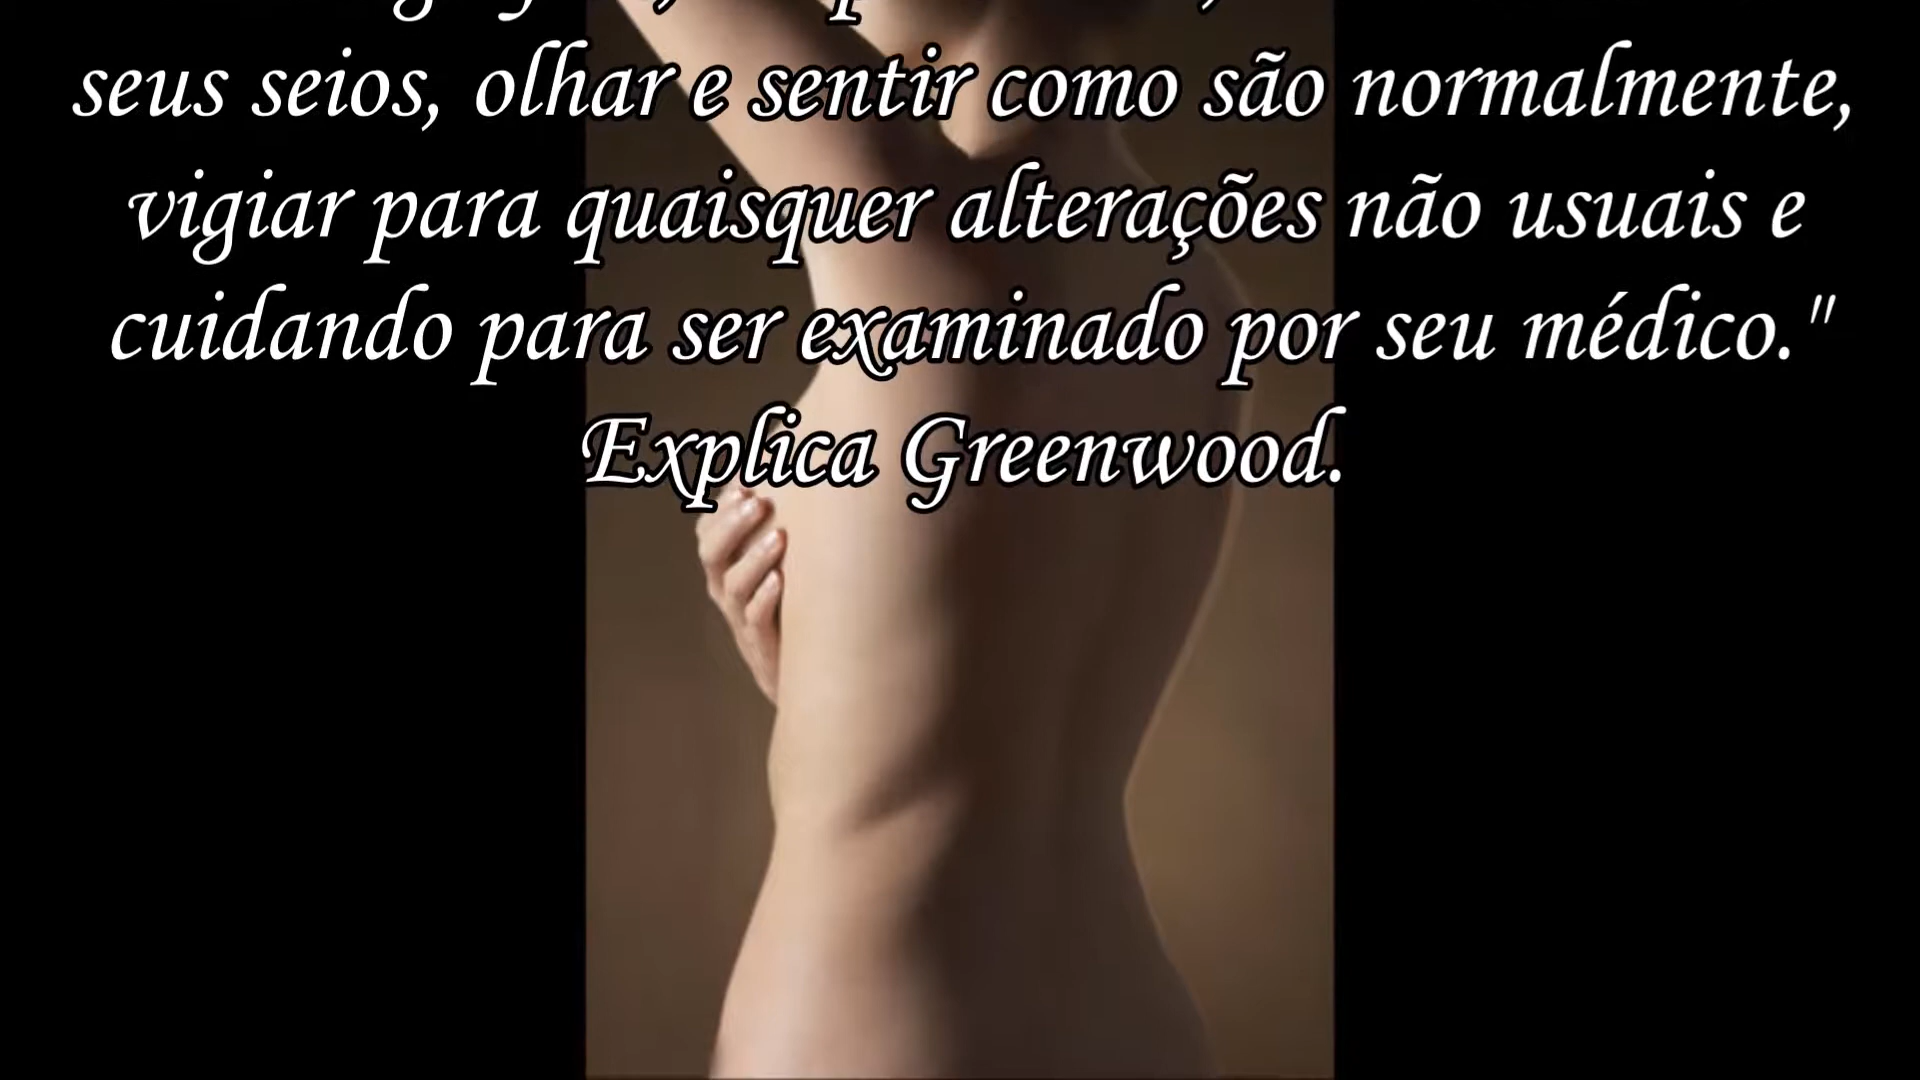 seus seios, olhar e sentir como são normalmente,
vigiar para quaisquer alterações não usuais e
cuidando para ser examinado por seu médico."
Explica Greenwood.